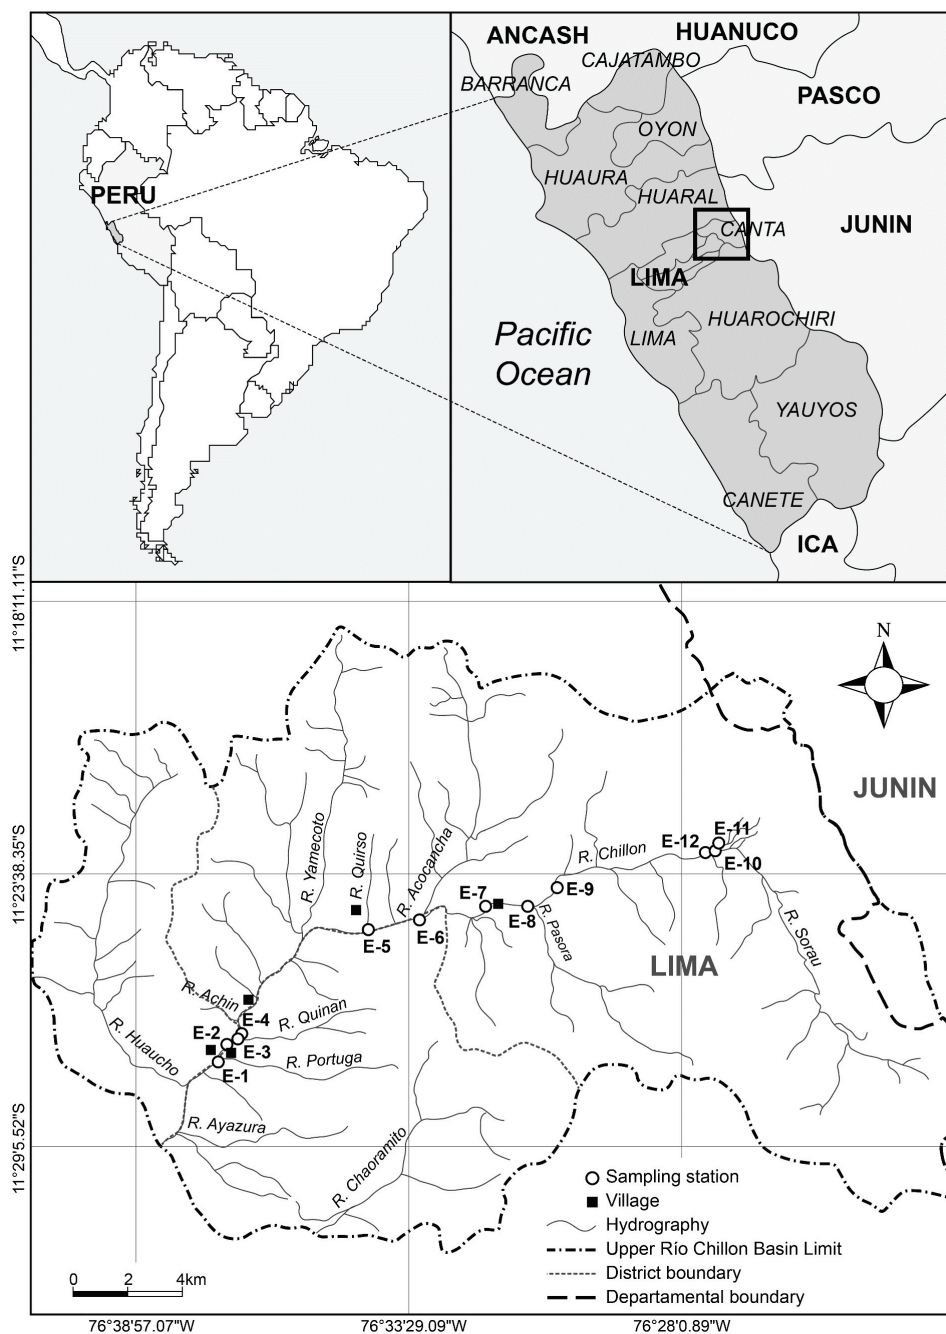 PERU
ANCASH
HUANUCO
CAJATAMBO
BARRANCA
PASCO
OYON
HUAURA
HUARAL
JUNIN
CANTA
LIMA
HUAROCHIRI
LIMA
Pacific
Ocean
YAUYOS
CANETE
ICA
11°18'11.11"S
N
JUNIN
R. Yamecoto
R. Quirso
R. Acocancha
R. Chillon
E-12
E-11
E-10
11°23'38.35"S
E-7
E-9
E-8
E-5
E-6
R. Pasora
R. Sorau
LIMA
R. Achin
R. Quinan
E-4
E-2
E-3
R. Huaucho
R. Portuga
E-1
R. Ayazura
R. Chaoramito
11°29'5.52"S
Sampling station
Village
Hydrography
Upper Río Chillon Basin Limit
District boundary
Departamental boundary
0 2 4km
76°38'57.07"W 76°33'29.09"W 76°28'0.89"W